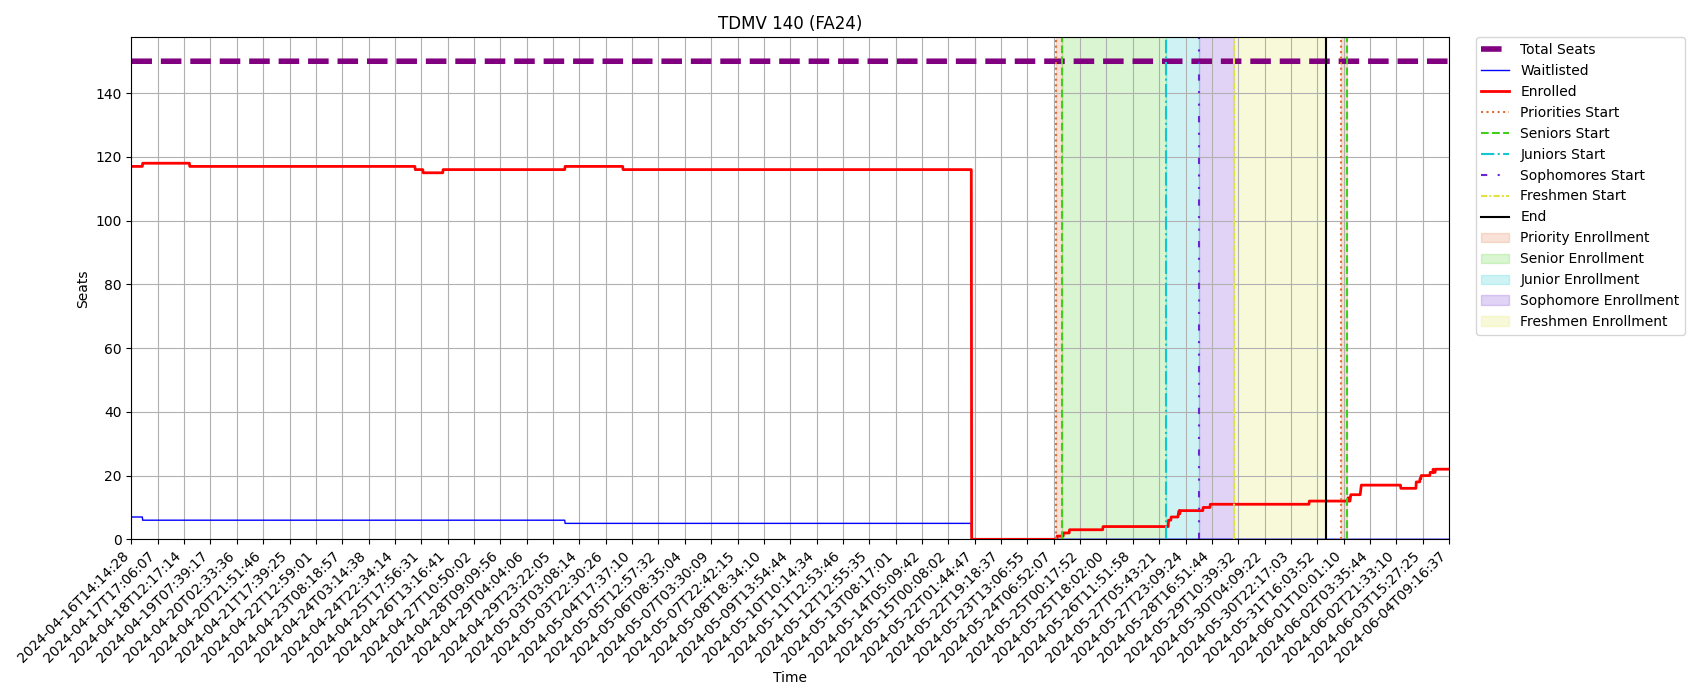 TDMV 140 (FA24)
Seats
140
120
100
80
60
40
20
0
2024-04-16T14:14:28
2024-04-17T17:06:07
2024-04-18T12:17:14
2024-04-19T07:39:17
2024-04-20T02:33:36
2024-04-20T21:51:46
2024-04-21T17:39:25
2024-04-22T12:59:01
2024-04-23T08:18:57
2024-04-24T03:14:38
2024-04-24T22:34:14
2024-04-25T17:56:31
2024-04-26T13:16:41
2024-04-27T10:50:02
2024-04-28T09:09:56
2024-04-29T04:04:06
2024-04-29T23:22:05
2024-05-03T03:08:14
2024-05-03T22:30:26
2024-05-04T17:37:10
2024-05-05T12:57:32
2024-05-06T08:35:04
2024-05-07T03:30:09
2024-05-07T22:42:15
2024-05-08T18:34:10
2024-05-09T13:54:44
2024-05-10T10:14:34
2024-05-11T12:53:46
2024-05-12T12:55:35
2024-05-13T08:17:01
2024-05-14T05:09:42
2024-05-15T00:08:02
2024-05-22T01:44:47
2024-05-22T19:18:37
2024-05-23T13:06:55
2024-05-24T06:52:07
2024-05-25T00:17:52
2024-05-25T18:02:00
2024-05-26T11:51:58
2024-05-27T05:43:21
2024-05-27T23:09:24
2024-05-28T16:51:44
2024-05-29T10:39:32
2024-05-30T04:09:22
2024-05-30T22:17:03
2024-05-31T16:03:52
2024-06-01T10:01:10
2024-06-02T03:35:44
2024-06-02T21:33:10
2024-06-03T15:27:25
2024-06-04T09:16:37
Time
Total Seats
Waitlisted
Enrolled
Priorities Start
Seniors Start
Juniors Start
Sophomores Start
Freshmen Start
End
Priority Enrollment
Senior Enrollment
Junior Enrollment
Sophomore Enrollment
Freshmen Enrollment